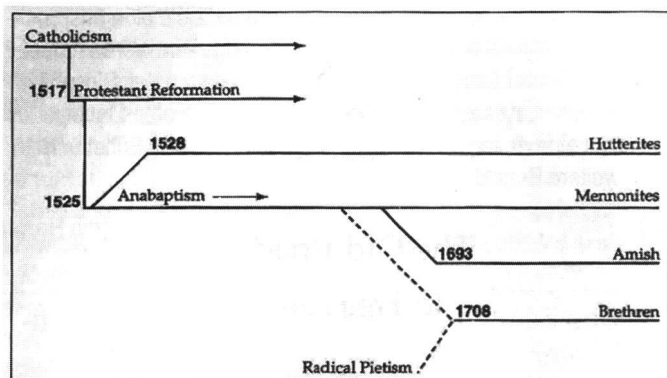 Catholicism
1517 Protestant Reformation
1528
Hutterites
1525 Anabaptism
Mennonites
1693
Amish
1708
Brethren
Radical Pietism